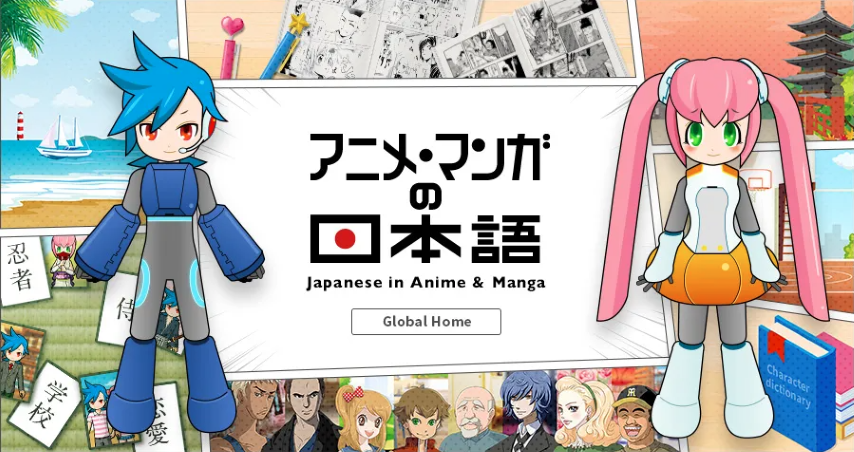 アニメ・マンガ
の
日本語
Japanese in Anime & Manga
Global Home
忍者
侍
学校
恋愛
Character
dictionary